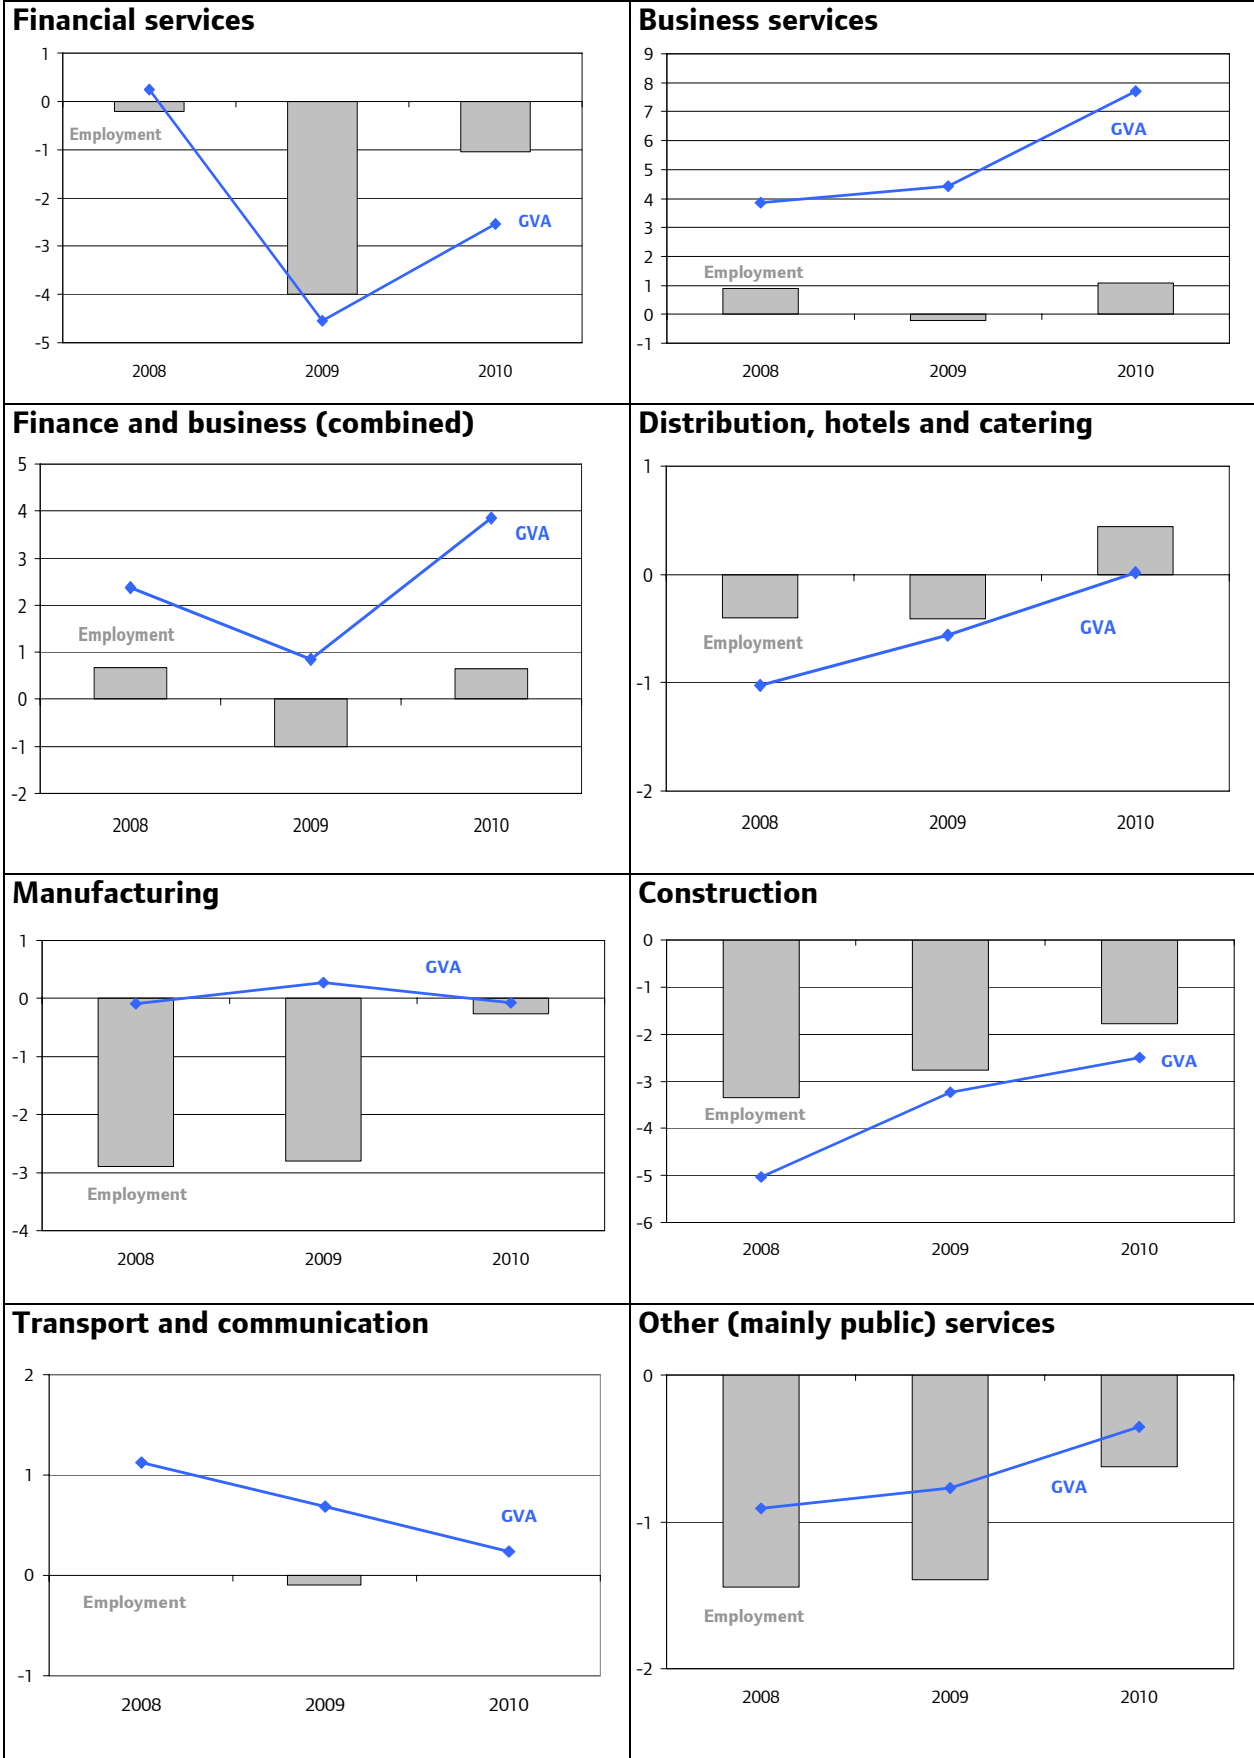 Financial services
1
0
-1
-2
-3
-4
-5
Employment
GVA
2008 2009 2010
Business services
9
8
7
6
5
4
3
2
1
0
-1
GVA
Employment
2008 2009 2010
Finance and business (combined)
5
4
3
2
1
0
-1
-2
GVA
Employment
2008 2009 2010
Distribution, hotels and catering
1
0
-1
-2
Employment
GVA
2008 2009 2010
Manufacturing
1
0
-1
-2
-3
-4
GVA
Employment
2008 2009 2010
Construction
0
-1
-2
-3
-4
-5
-6
GVA
Employment
2008 2009 2010
Transport and communication
2
1
0
-1
GVA
Employment
2008 2009 2010
Other (mainly public) services
0
-1
-2
GVA
Employment
2008 2009 2010